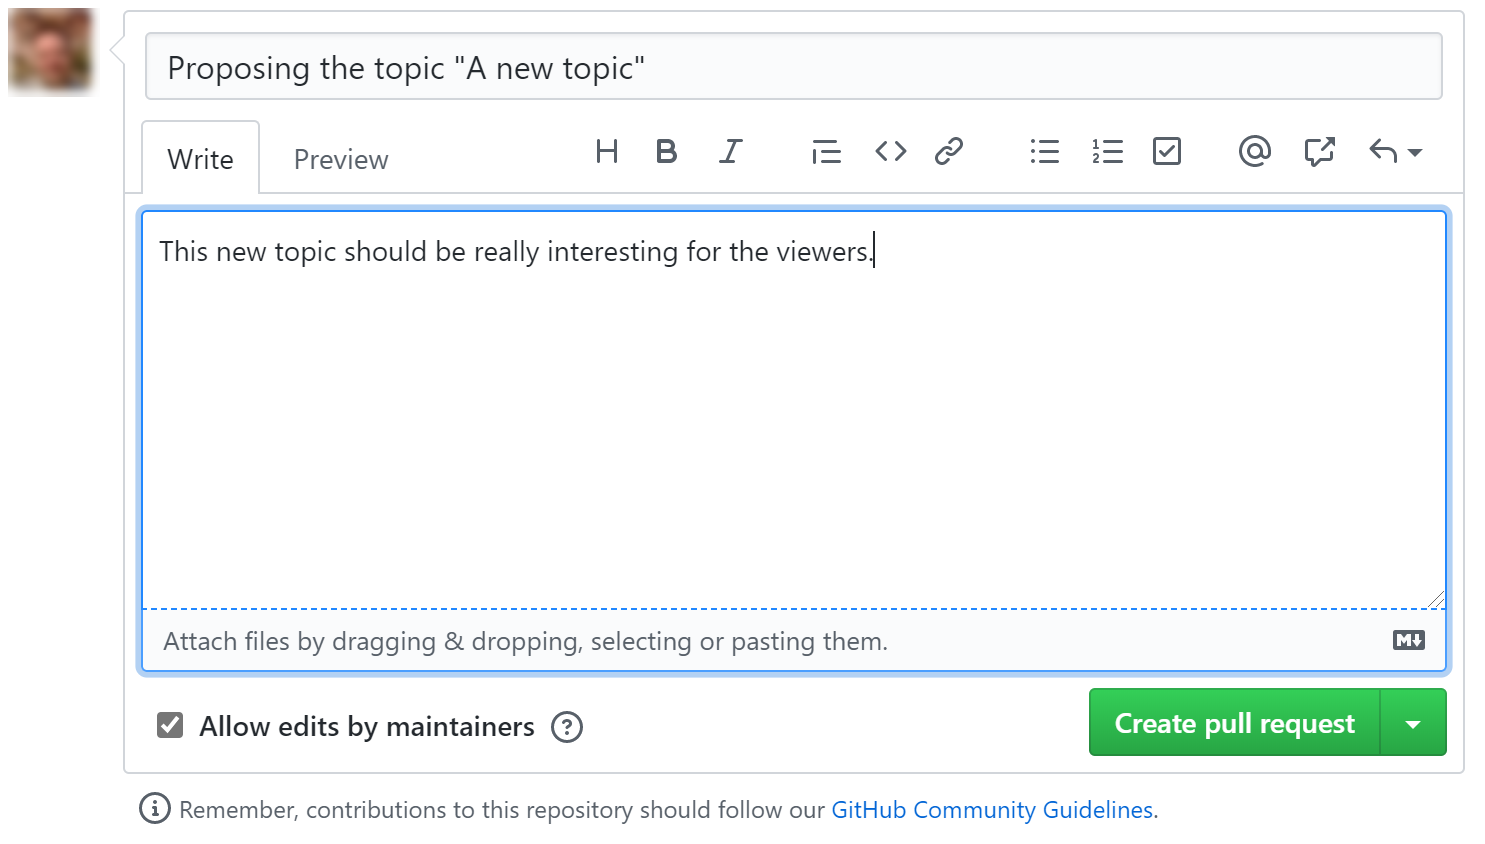 Proposing the topic "A new topic"
Write Preview
This new topic should be really interesting for the viewers.
Attach files by dragging & dropping, selecting or pasting them.
Allow edits by maintainers
Create pull request
Remember, contributions to this repository should follow our GitHub Community Guidelines.